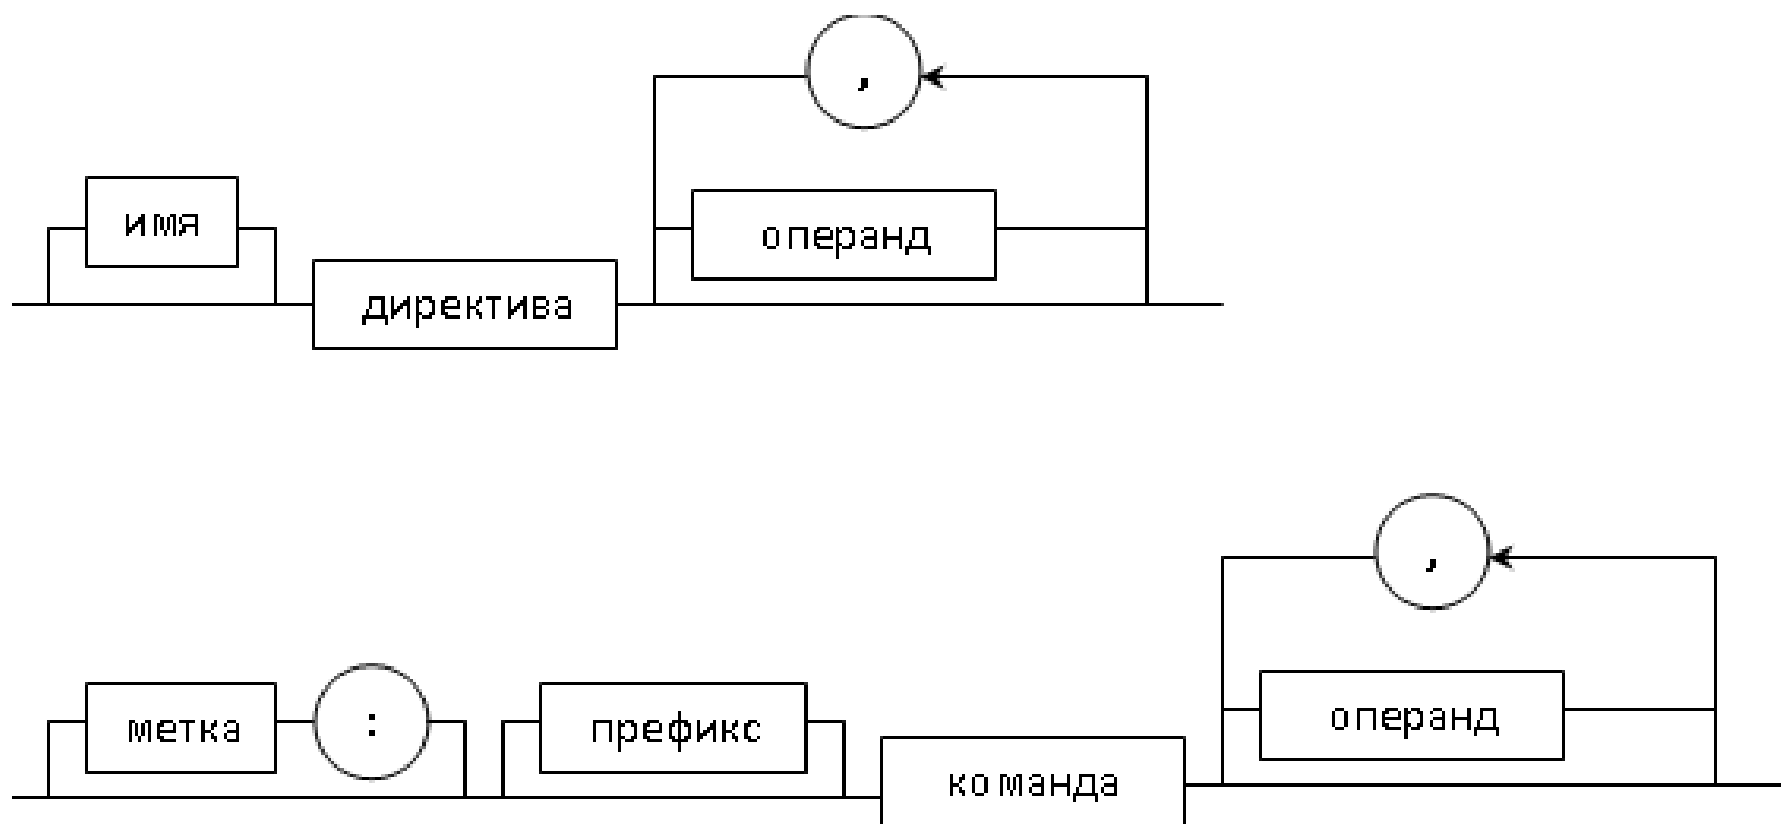 ,
имя
операнд
директива
,
метка : префикс операнд
команда